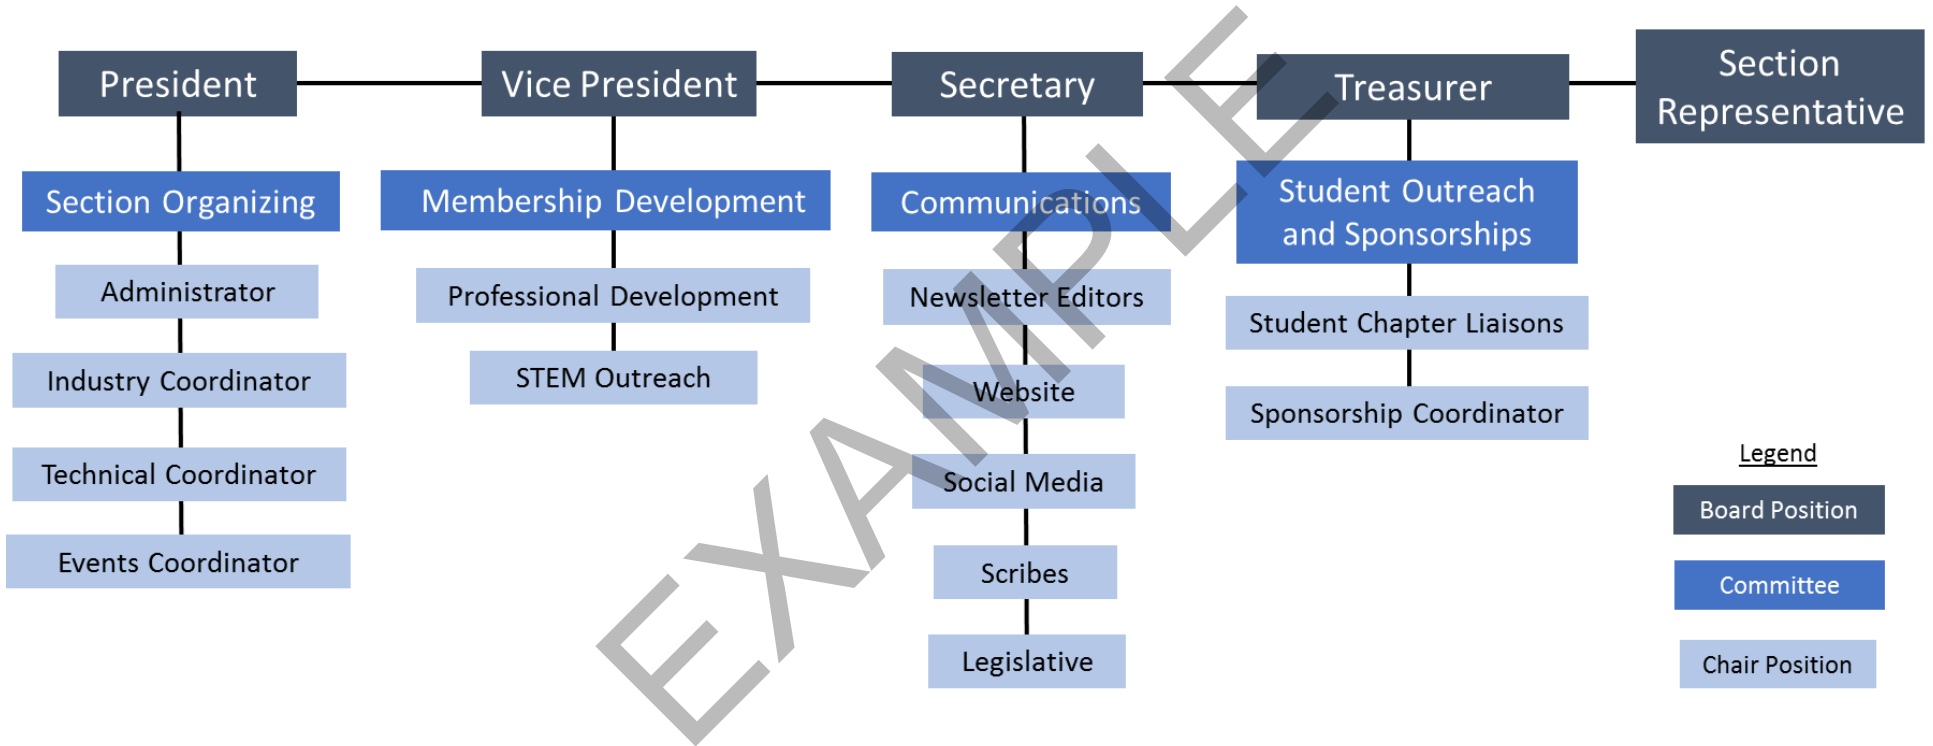 President
Vice President
Secretary
Treasurer
Section
Representative
Section Organizing
Administrator
Industry Coordinator
Technical Coordinator
Events Coordinator
Membership Development
Professional Development
STEM Outreach
Communications
Newsletter Editors
Website
Social Media
Scribes
Legislative
Student Outreach
and Sponsorships
Student Chapter Liaisons
Sponsorship Coordinator
Legend
Board Position
Committee
Chair Position
EXAMPLE